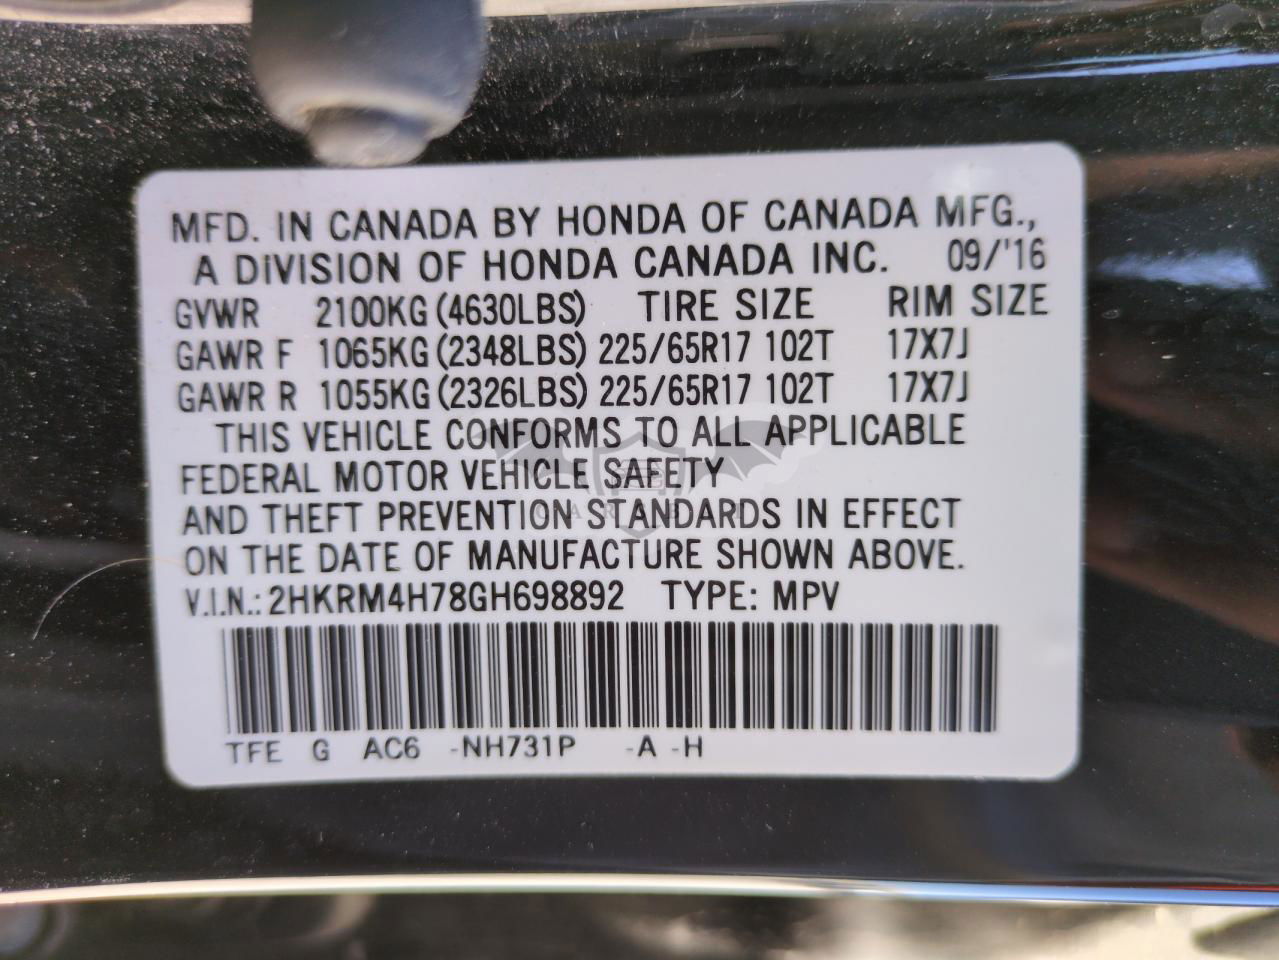 MFD. IN CANADA BY HONDA OF CANADA MFG.,
A DIVISION OF HONDA CANADA INC. 09/'16
GVWR 2100KG (4630LBS) TIRE SIZE RIM SIZE
GAWR F 1065KG (2348LBS) 225/65R17 102T 17X7J
GAWR R 1055KG (2326LBS) 225/65R17 102T 17X7J
THIS VEHICLE CONFORMS TO ALL APPLICABLE
FEDERAL MOTOR VEHICLE SAFETY
AND THEFT PREVENTION STANDARDS IN EFFECT
ON THE DATE OF MANUFACTURE SHOWN ABOVE.
V.I.N.: 2HKRM4H78GH698892 TYPE: MPV
TFE G AC6 -NH731P -A -H